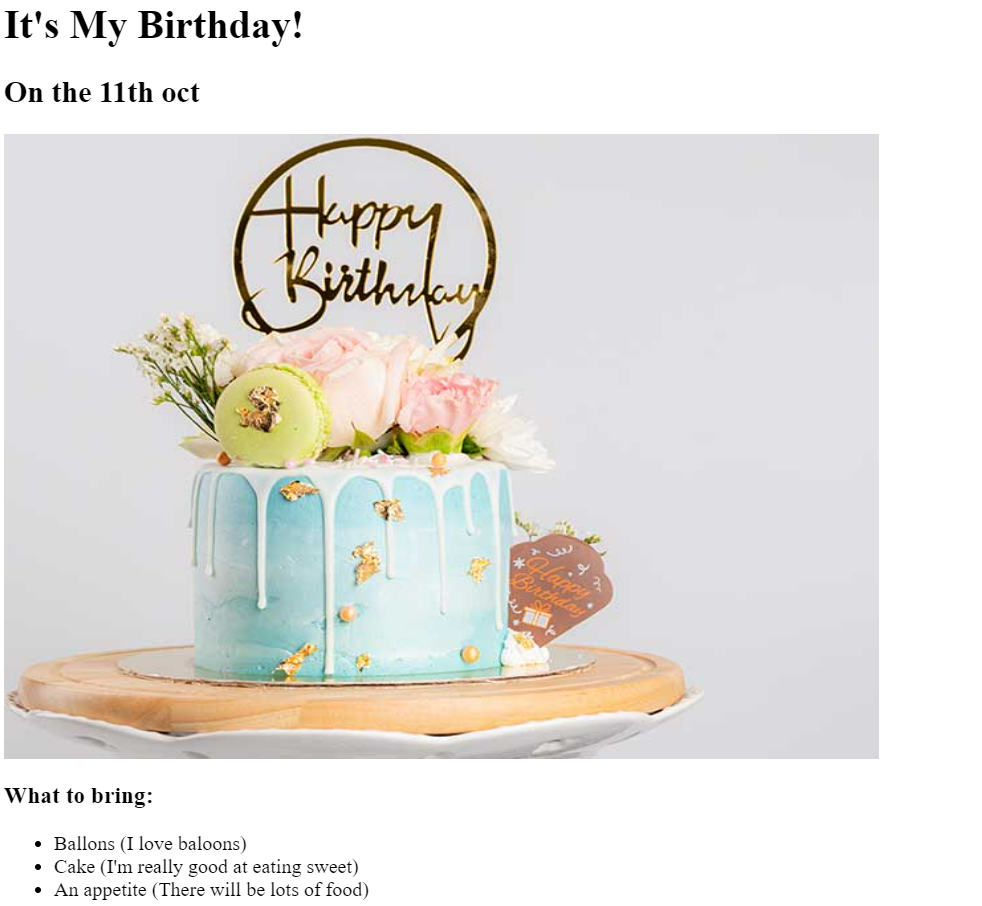 It's My Birthday!
On the 11th oct
Happy
Birthday
Happy
Birthday
What to bring:
Ballons (I love baloons)
Cake (I'm really good at eating sweet)
An appetite (There will be lots of food)